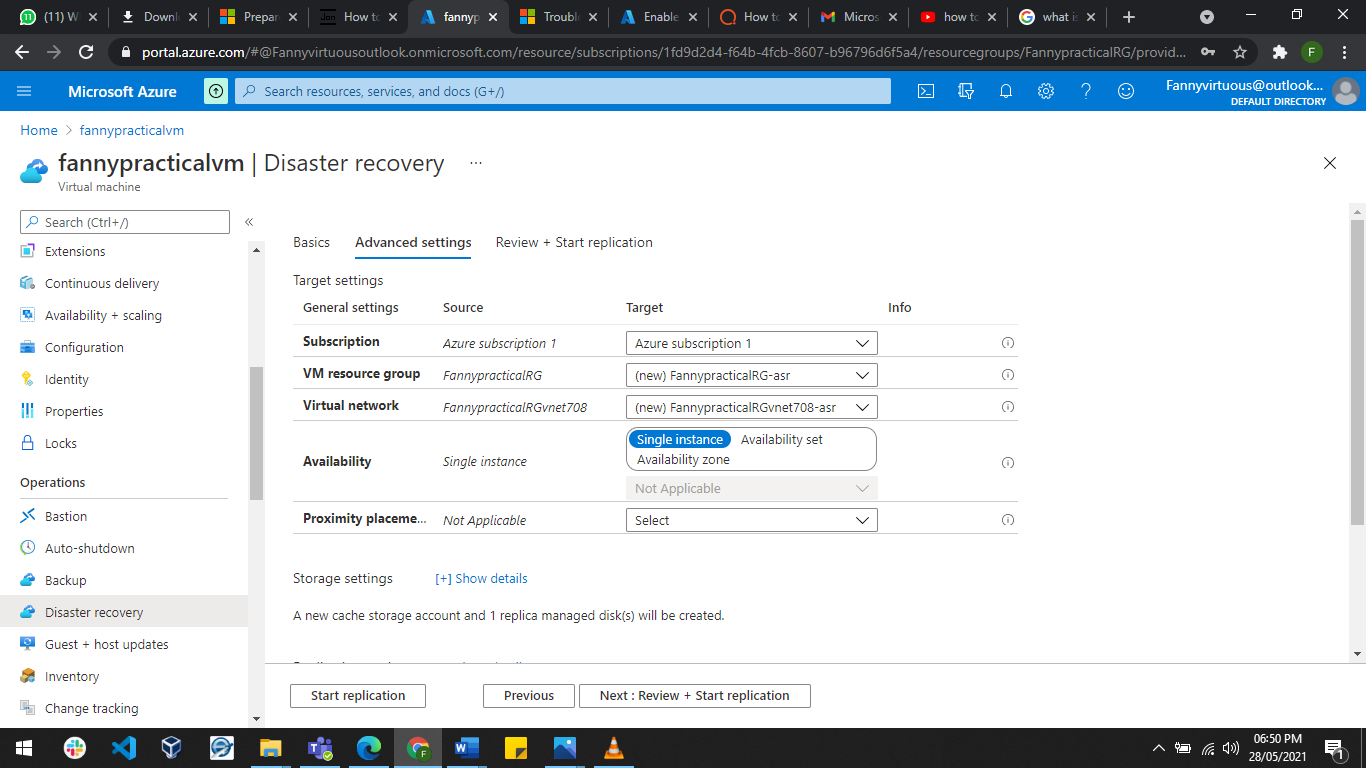 (11) W
Downl
Prepar
Jon
How to
fannyp
Troub
Enable
How to
Micros
how to
what is
portal.azure.com/#@Fannyvirtuousoutlook.onmicrosoft.com/resource/subscriptions/1fd9d2d4-f64b-4fcb-8607-b96796d6f5a4/resourcegroups/FannypracticalRG/provid...
F
Microsoft Azure
Search resources, services, and docs (G+/)
Fannyvirtuous@outlook...
DEFAULT DIRECTORY
Home > fannypracticalvm
fannypracticalvm | Disaster recovery ...
Virtual machine
Search (Ctrl+/)
Extensions
Continuous delivery
Availability + scaling
Configuration
Identity
Properties
Locks
Operations
Bastion
Auto-shutdown
Backup
Disaster recovery
Guest + host updates
Inventory
Change tracking
Basics Advanced settings Review + Start replication
Target settings
General settings Source Target Info
Subscription Azure subscription 1 Azure subscription 1
VM resource group FannypracticalRG (new) FannypracticalRG-asr
Virtual network FannypracticalRGvnet708 (new) FannypracticalRGvnet708-asr
Single instance Availability set
Availability zone
Availability Single instance
Not Applicable
Proximity placeme... Not Applicable Select
Storage settings [+] Show details
A new cache storage account and 1 replica managed disk(s) will be created.
Start replication Previous Next : Review + Start replication
06:50 PM
28/05/2021
1